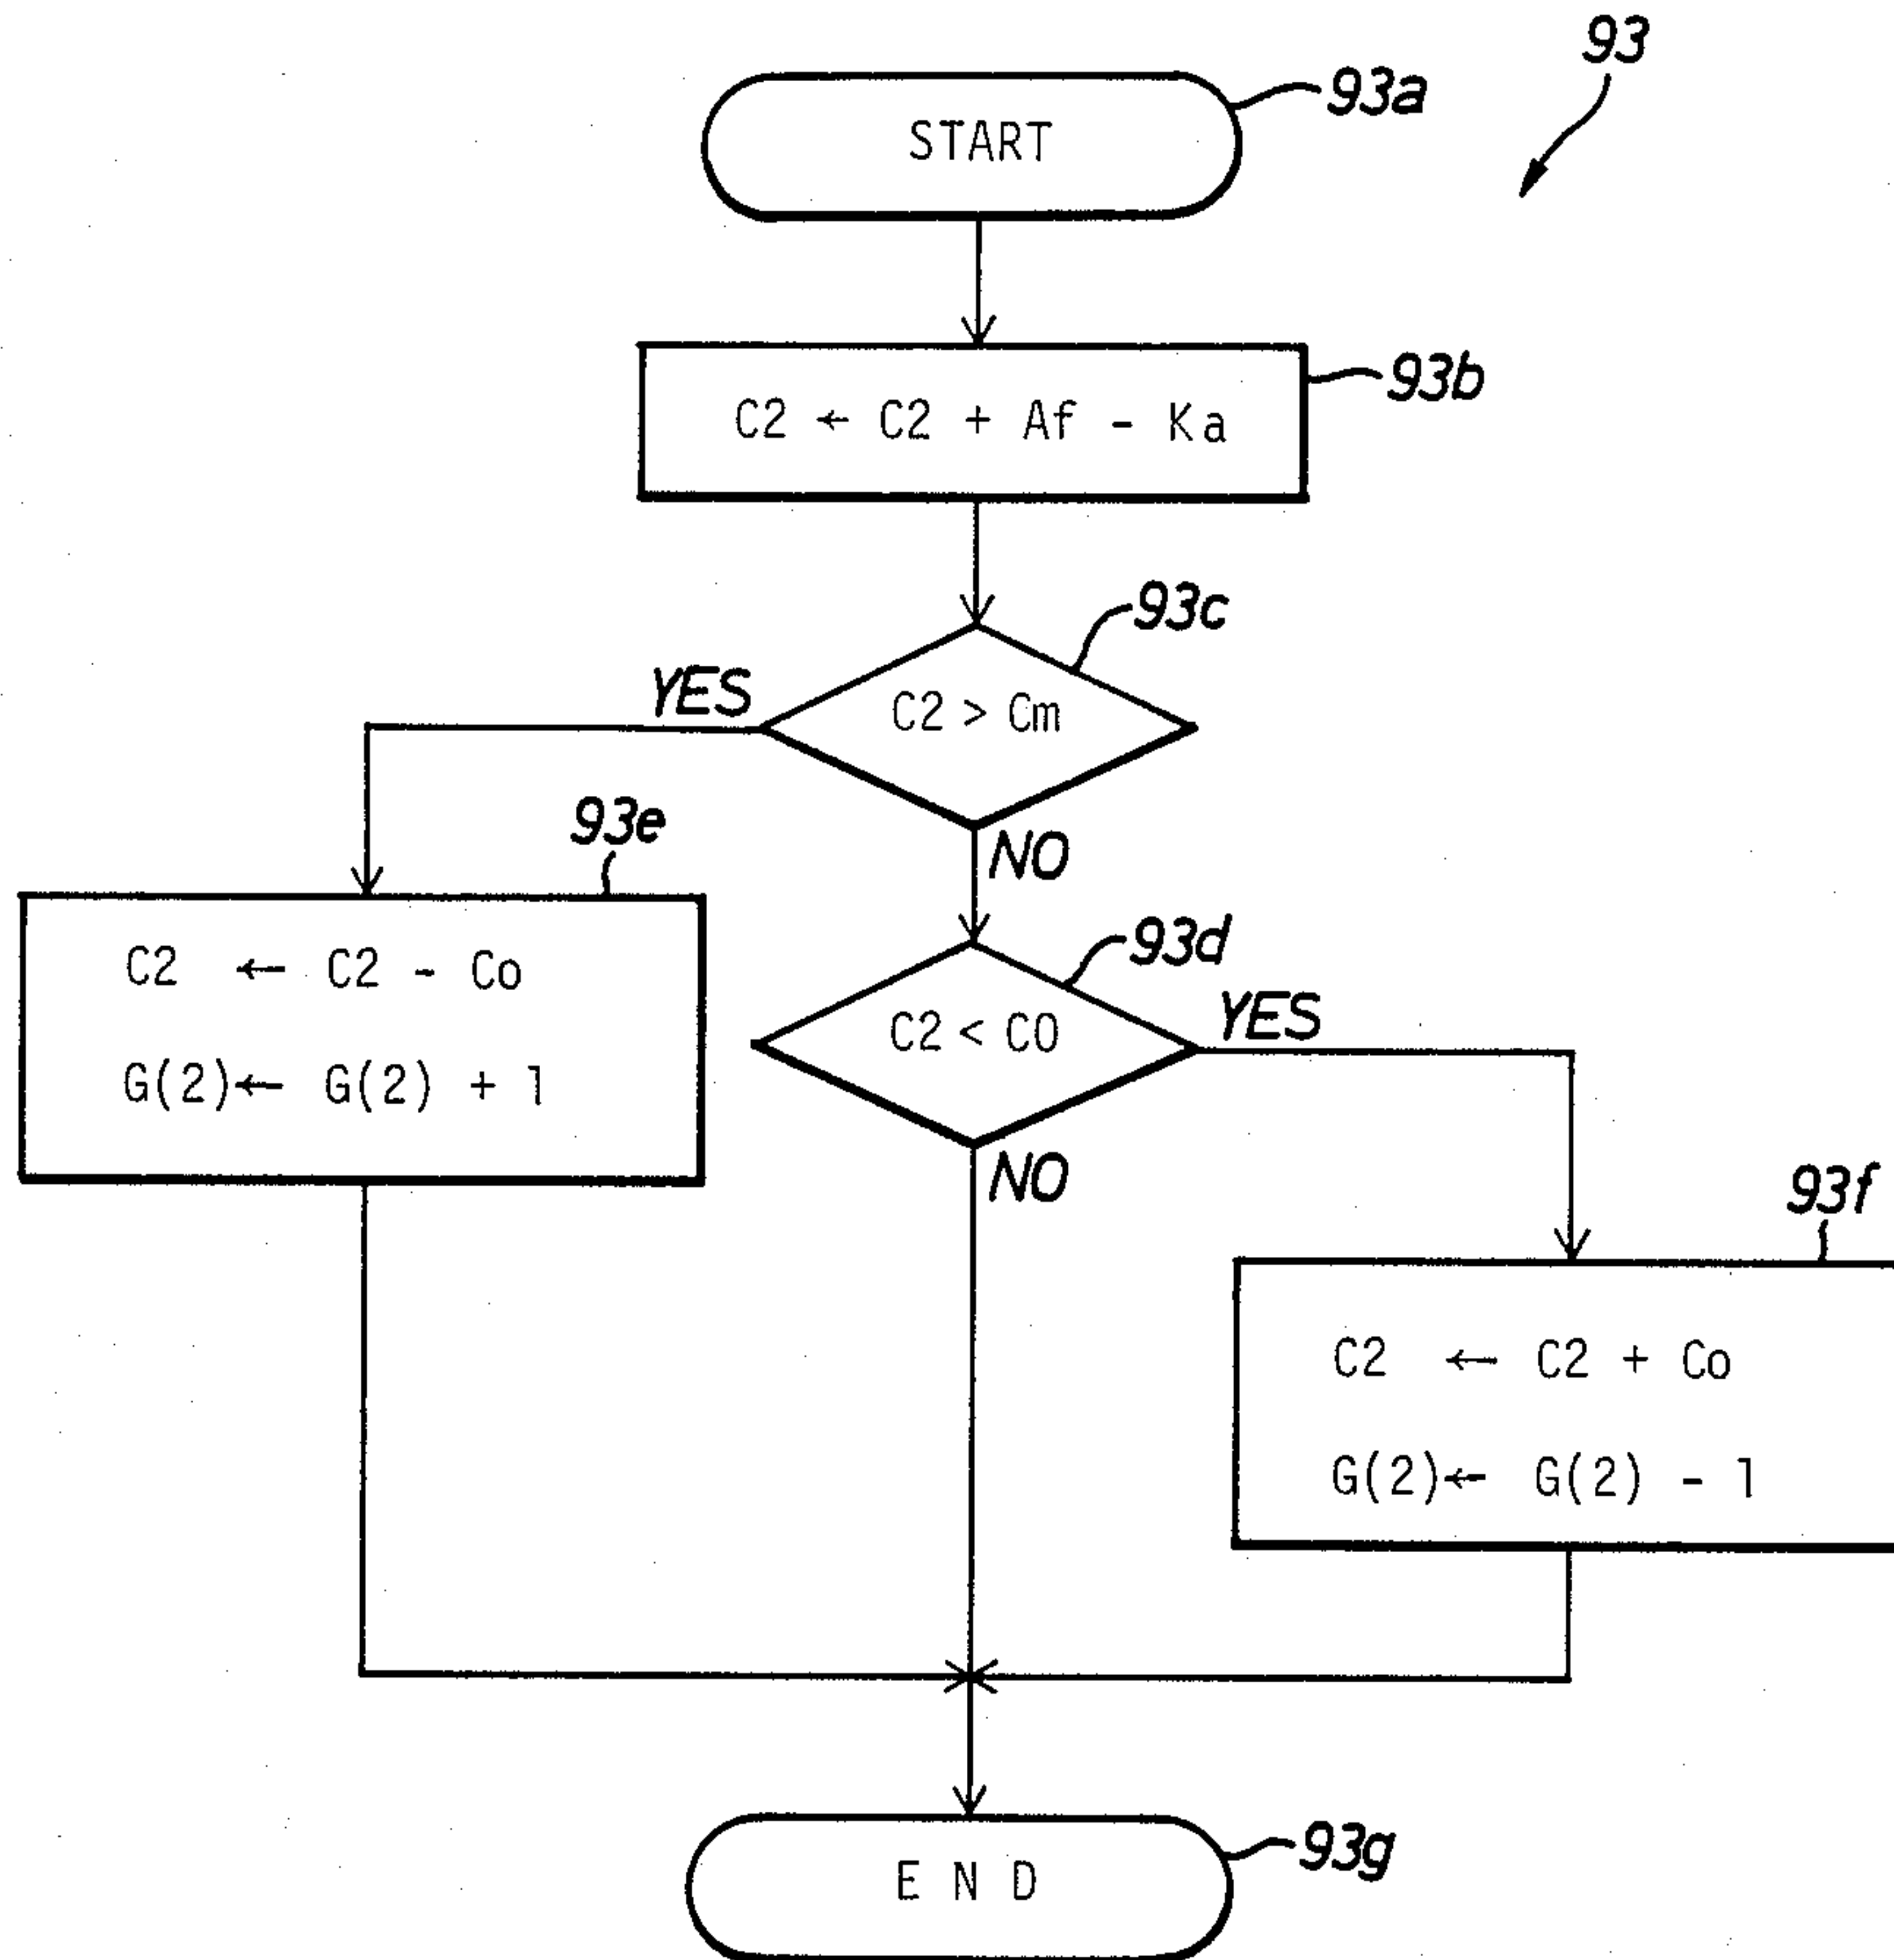 93
93a
START
93b
C2 ← C2 + Af - Ka
93c
YES
C2 > Cm
93e
NO
93d
C2 ← C2 - Co
C2 < C0
YES
G(2)← G(2) + 1
NO
93f
C2 ← C2 + Co
G(2)← G(2) - 1
93g
E N D